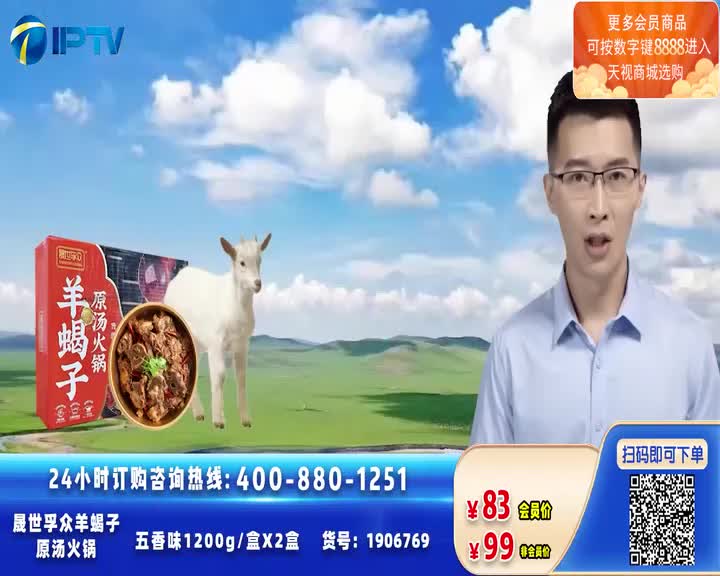 IPTV
更多会员商品
可按数字键8888进入
天视商城选购
晟世孚众
羊蝎子
原汤火锅
24小时订购咨询热线:400-880-1251
晟世孚众羊蝎子
原汤火锅
五香味1200g/盒X2盒 货号:1906769
¥83 会员价
¥99 非会员价
扫码即可下单